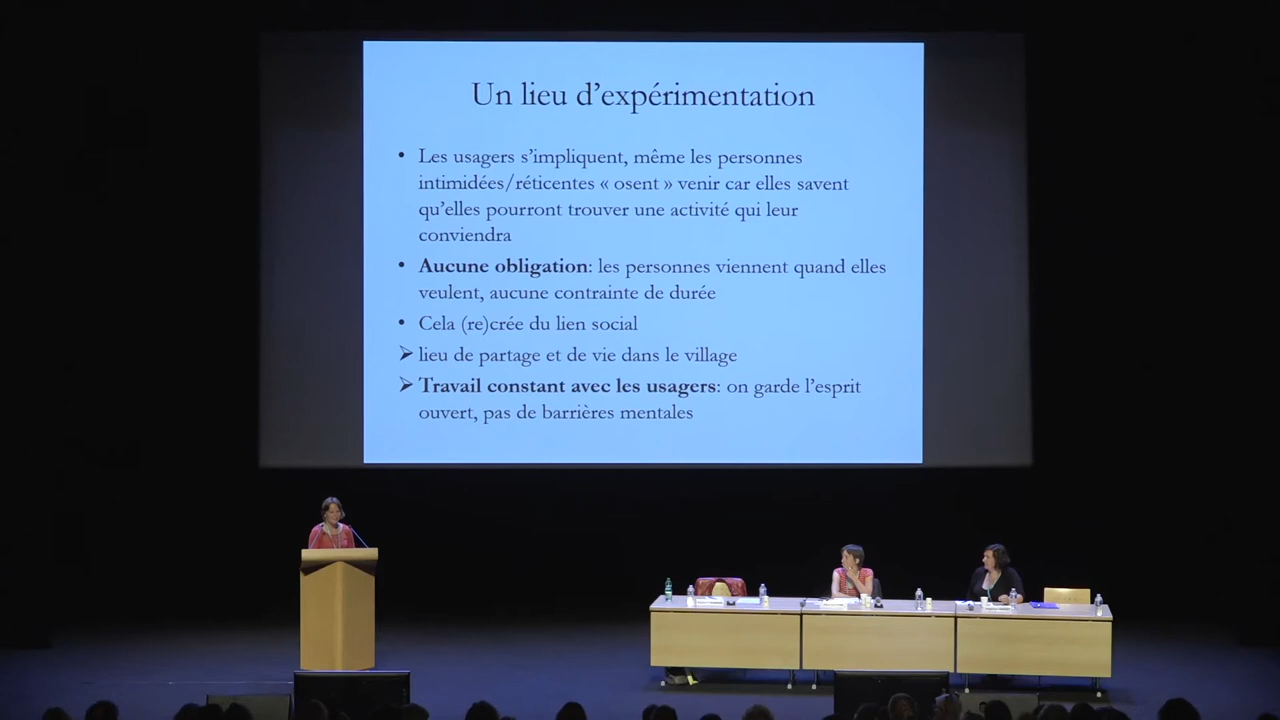 Un lieu d’expérimentation
• Les usagers s’impliquent, même les personnes
intimidées/réticentes « osent » venir car elles savent
qu’elles pourront trouver une activité qui leur
conviendra
• Aucune obligation: les personnes viennent quand elles
veulent, aucune contrainte de durée
• Cela (re)crée du lien social
➢ lieu de partage et de vie dans le village
➢ Travail constant avec les usagers: on garde l’esprit
ouvert, pas de barrières mentales